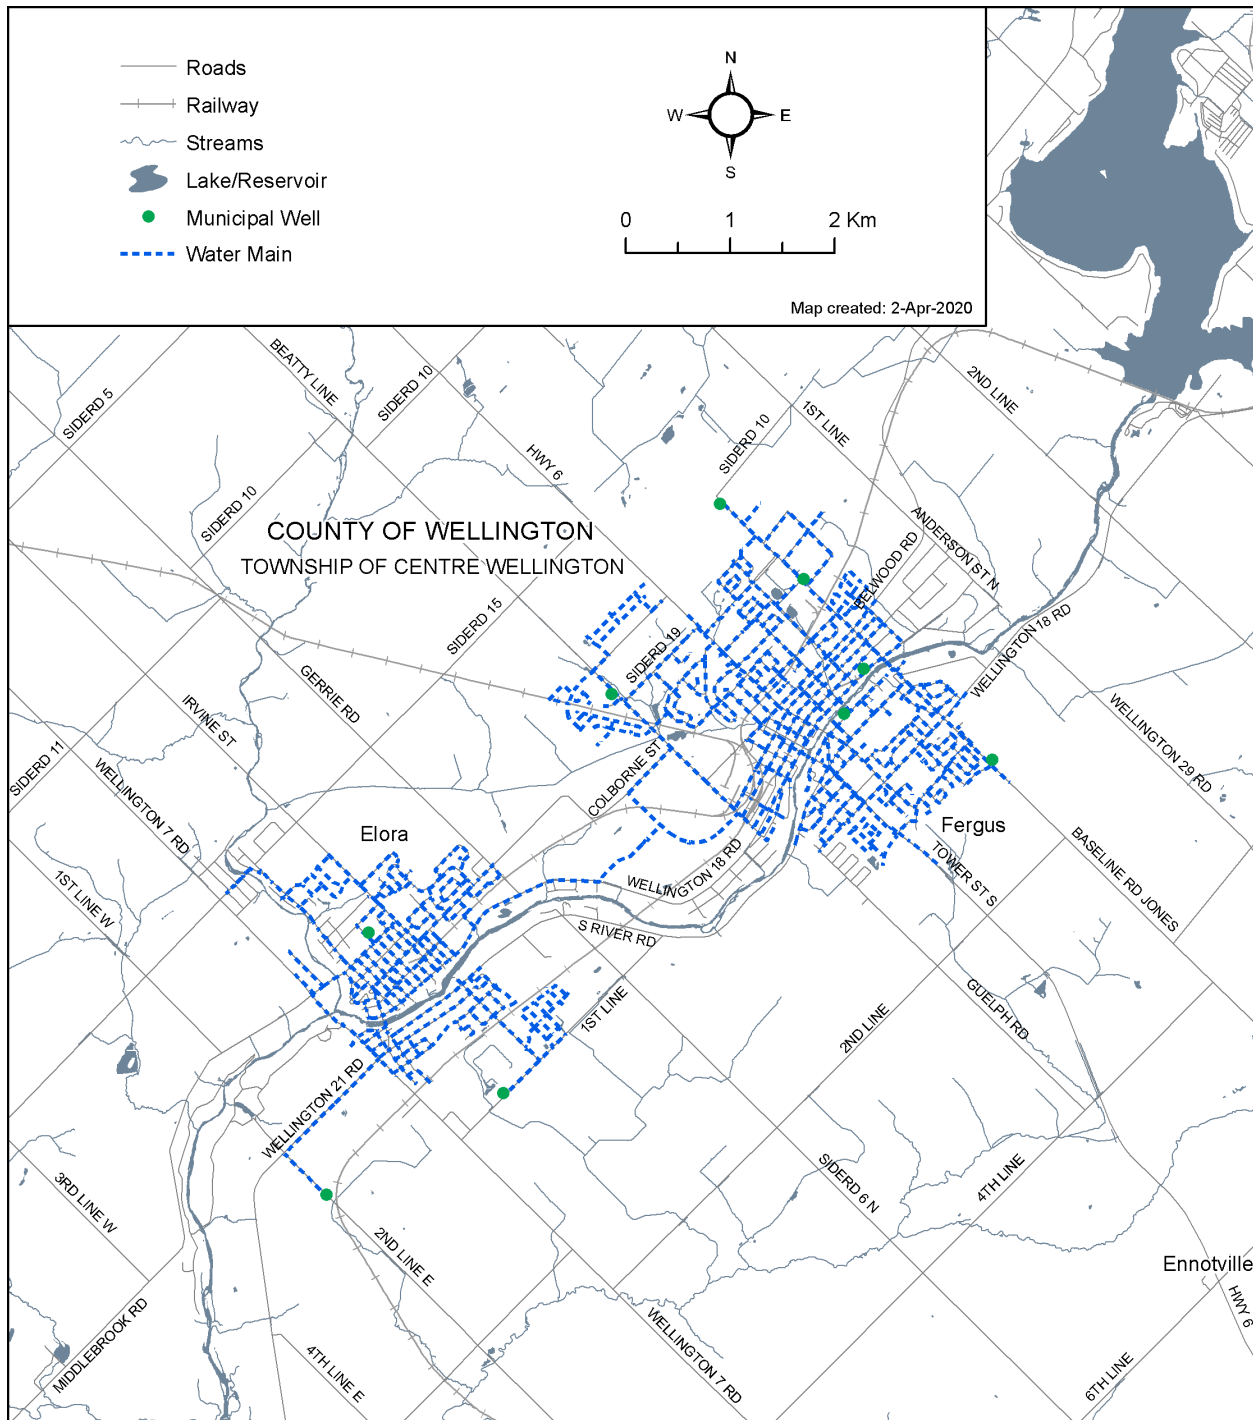 Roads
Railway
Streams
Lake/Reservoir
Municipal Well
Water Main
N
W
E
S
0
1
2 Km
Map created: 2-Apr-2020
BEATTY LINE
SIDERD 5
SIDERD 10
2ND LINE
1ST LINE
SIDERD 10
HWY 6
SIDERD 10
COUNTY OF WELLINGTON
TOWNSHIP OF CENTRE WELLINGTON
ANDERSON ST N
BELWOOD RD
SIDERD 15
SIDERD 19
WELLINGTON 18 RD
GERRIE RD
IRVINE ST
SIDERD 11
WELLINGTON 29 RD
COLBORNE ST
WELLINGTON 7 RD
Elora
Fergus
WELLINGTON 18 RD
TOWER ST S
BASELINE RD JONES
1ST LINE W
S RIVER RD
1ST LINE
2ND LINE
GUELPH RD
WELLINGTON 21 RD
3RD LINE W
SIDERD 6 N
4TH LINE
2ND LINE E
Ennotville
HWY 6
MIDDLEBROOK RD
4TH LINE E
WELLINGTON 7 RD
6TH LINE